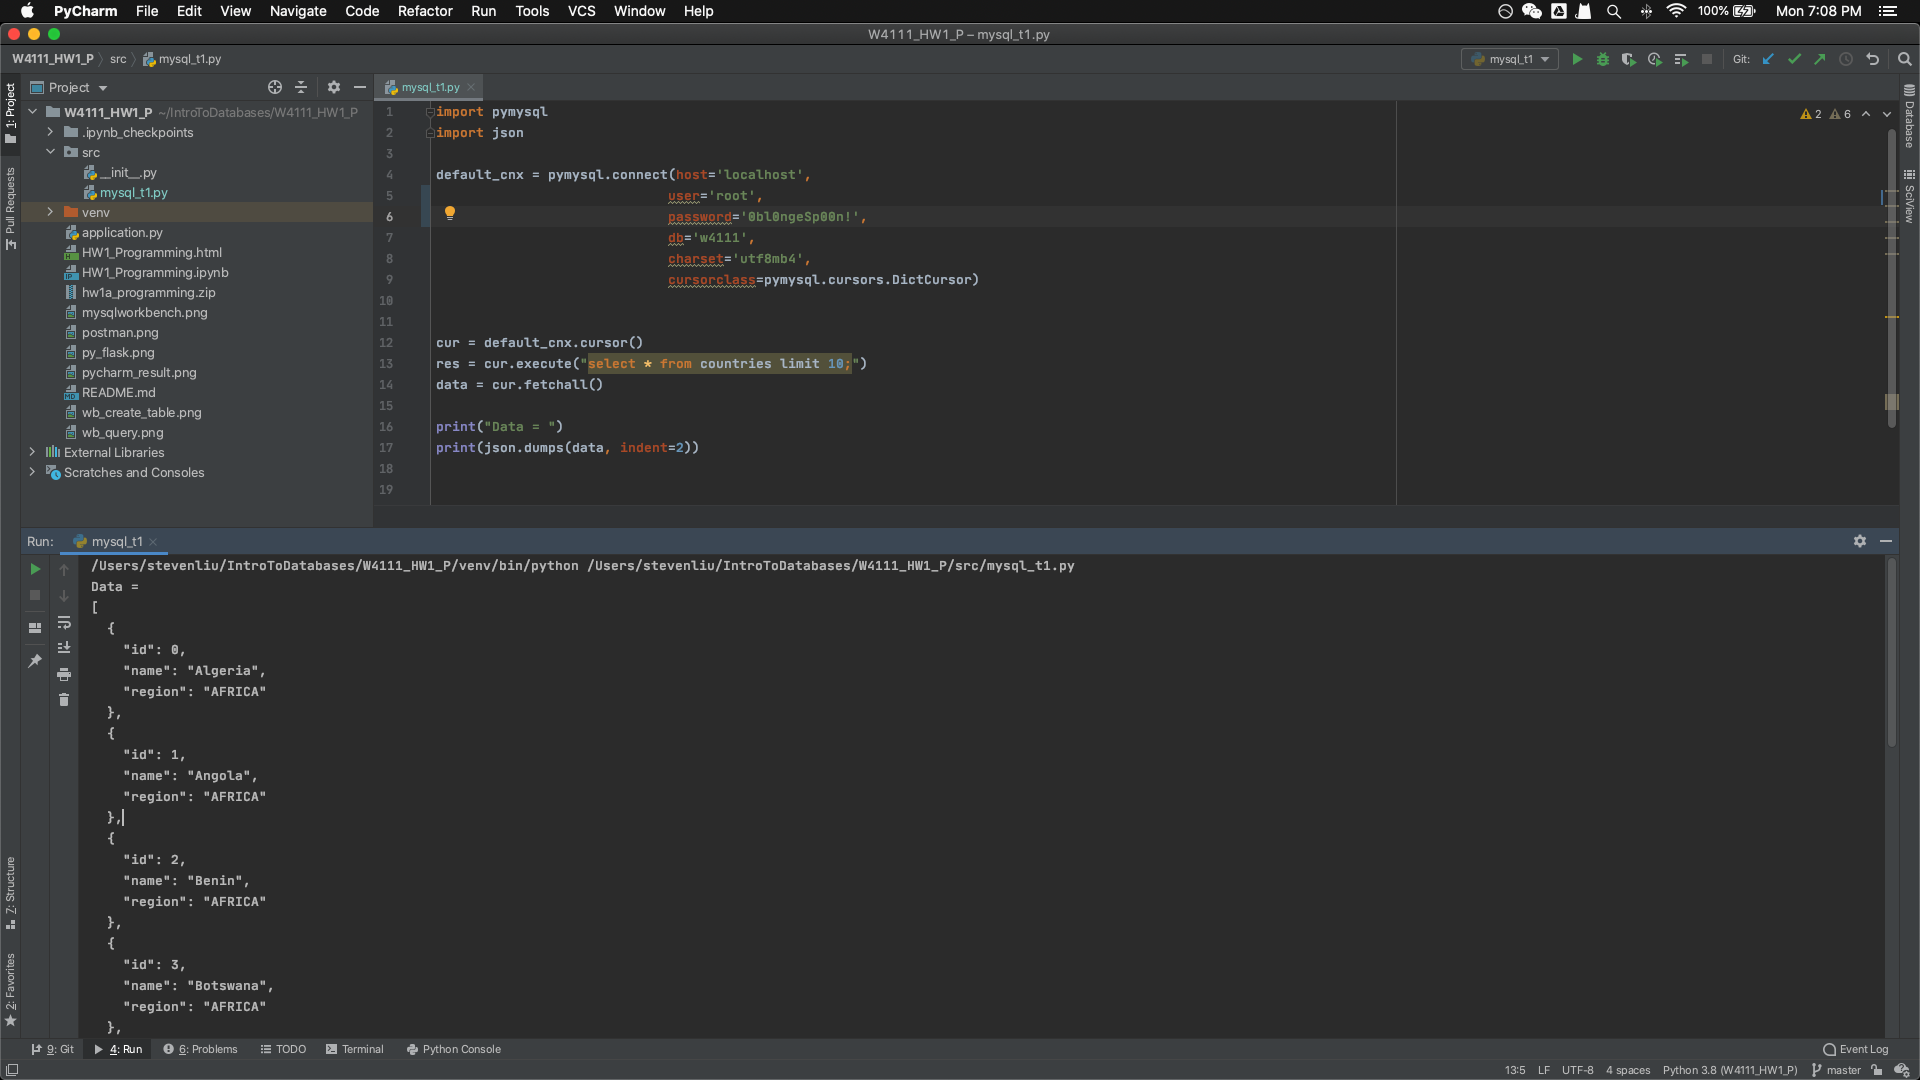 PyCharm File Edit View Navigate Code Refactor Run Tools VCS Window Help 100% Mon 7:08 PM
W4111_HW1_P – mysql_t1.py
W4111_HW1_P src mysql_t1.py mysql_t1 Git:
1: Project
Pull Requests
7: Structure
2: Favorites
Database
SciView
Project
W4111_HW1_P ~/IntroToDatabases/W4111_HW1_P
.ipynb_checkpoints
src
__init__.py
mysql_t1.py
venv
application.py
HW1_Programming.html
HW1_Programming.ipynb
hw1a_programming.zip
mysqlworkbench.png
postman.png
py_flask.png
pycharm_result.png
README.md
wb_create_table.png
wb_query.png
External Libraries
Scratches and Consoles
mysql_t1.py
2 6
1 import pymysql
2 import json
3
4 default_cnx = pymysql.connect(host='localhost',
5 user='root',
6 password='0bl0ngeSp00n!',
7 db='w4111',
8 charset='utf8mb4',
9 cursorclass=pymysql.cursors.DictCursor)
10
11
12 cur = default_cnx.cursor()
13 res = cur.execute("select * from countries limit 10;")
14 data = cur.fetchall()
15
16 print("Data = ")
17 print(json.dumps(data, indent=2))
18
19
Run: mysql_t1
/Users/stevenliu/IntroToDatabases/W4111_HW1_P/venv/bin/python /Users/stevenliu/IntroToDatabases/W4111_HW1_P/src/mysql_t1.py
Data =
[
{
"id": 0,
"name": "Algeria",
"region": "AFRICA"
},
{
"id": 1,
"name": "Angola",
"region": "AFRICA"
},
{
"id": 2,
"name": "Benin",
"region": "AFRICA"
},
{
"id": 3,
"name": "Botswana",
"region": "AFRICA"
},
9: Git 4: Run 6: Problems TODO Terminal Python Console Event Log
13:5 LF UTF-8 4 spaces Python 3.8 (W4111_HW1_P) master